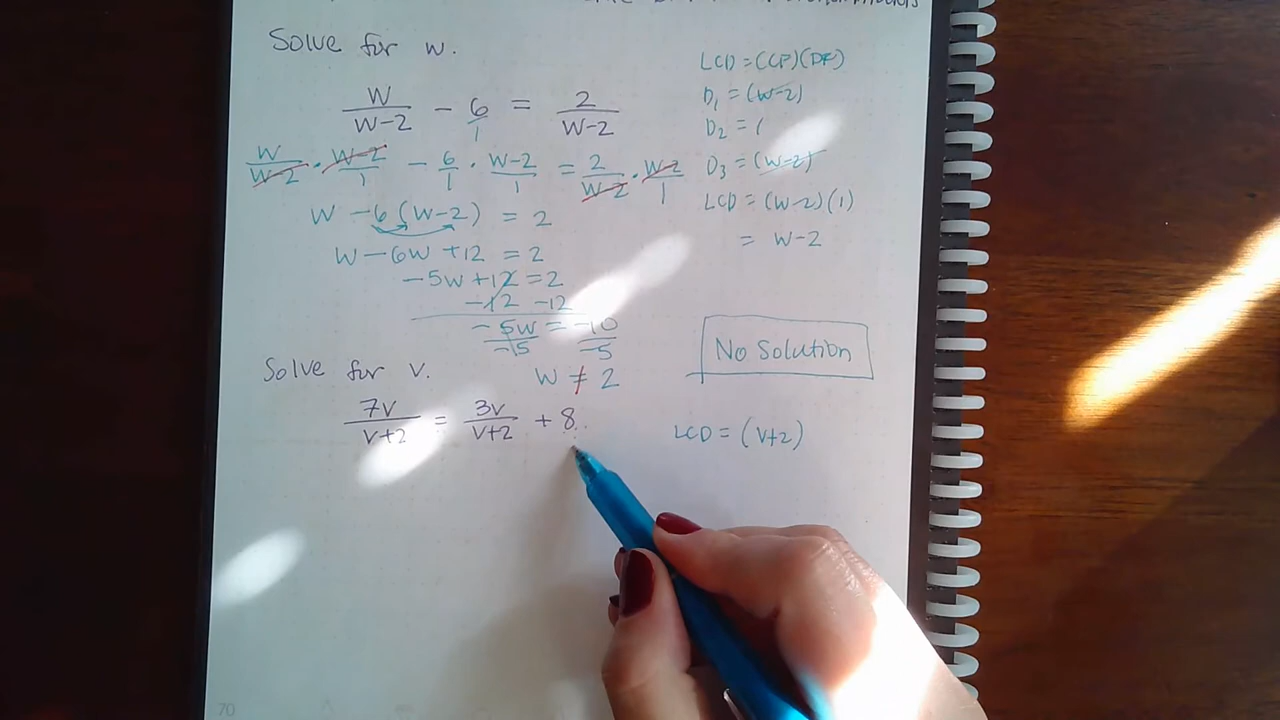 Solve for w.
W/(W-2) - 6/1 = 2/(W-2)
W/(W-2) · (W-2)/1 - 6/1 · (W-2)/1 = 2/(W-2) · (W-2)/1
W - 6(W-2) = 2
W - 6W + 12 = 2
-5W + 12 = 2
-12 -12
-5W = -10
-5 -5
W ≠ 2
LCD = (CF)(DF)
D₁ = (W-2)
D₂ = 1
D₃ = (W-2)
LCD = (W-2)(1)
= W-2
No Solution
Solve for v.
7v/(v+2) = 3v/(v+2) + 8
LCD = (v+2)
70